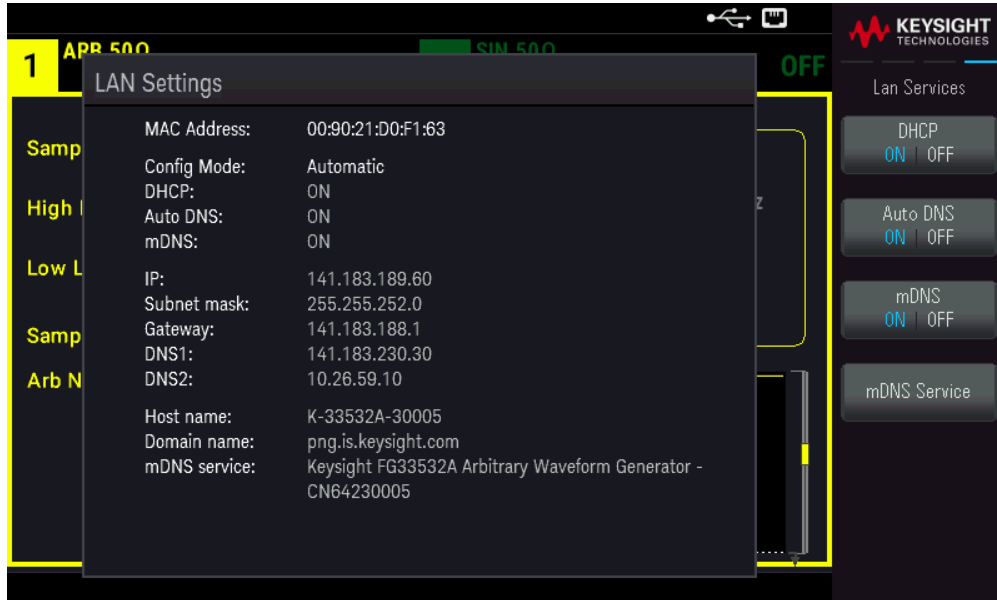 KEYSIGHT
TECHNOLOGIES
1
ARB 50Ω
SIN 50Ω
OFF
LAN Settings
Lan Services
MAC Address: 00:90:21:D0:F1:63
Config Mode: Automatic
DHCP: ON
Auto DNS: ON
mDNS: ON
IP: 141.183.189.60
Subnet mask: 255.255.252.0
Gateway: 141.183.188.1
DNS1: 141.183.230.30
DNS2: 10.26.59.10
Host name: K-33532A-30005
Domain name: png.is.keysight.com
mDNS service: Keysight FG33532A Arbitrary Waveform Generator -
CN64230005
Samp
High
Low L
Samp
Arb N
z
DHCP
ON | OFF
Auto DNS
ON | OFF
mDNS
ON | OFF
mDNS Service